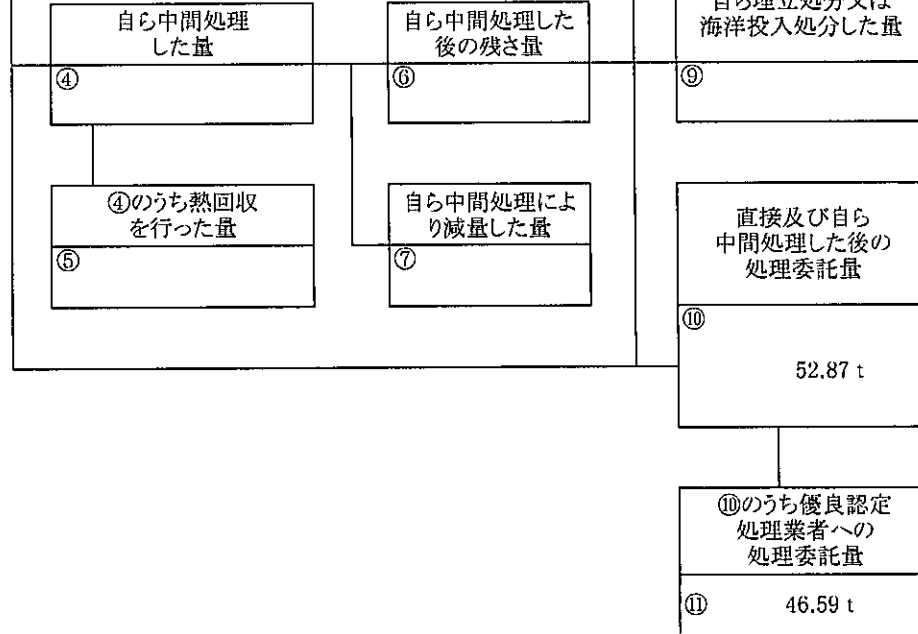 自ら中間処理
した量
④
自ら中間処理した
後の残さ量
⑥
海洋投入処分した量
⑨
④のうち熱回収
を行った量
⑤
自ら中間処理によ
り減量した量
⑦
直接及び自ら
中間処理した後の
処理委託量
⑩
52.87 t
⑩のうち優良認定
処理業者への
処理委託量
⑪ 46.59 t